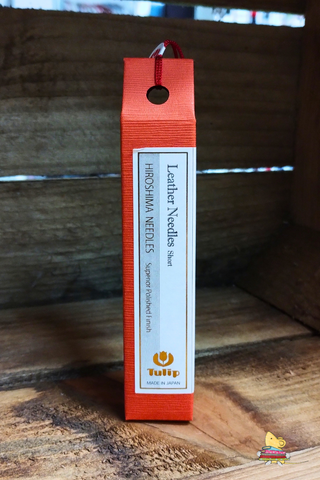 Leather Needles Short
HIROSHIMA NEEDLES Superior Polished Finish
Tulip
MADE IN JAPAN